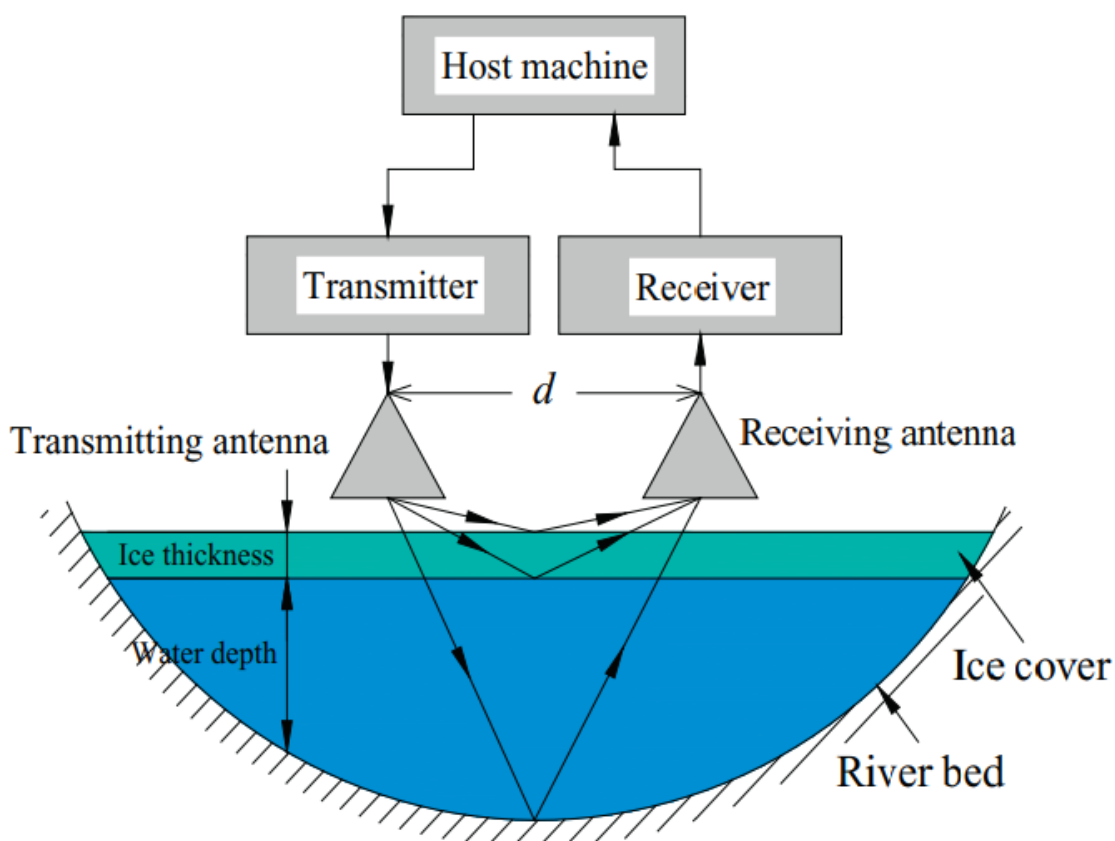 Host machine
Transmitter
Receiver
d
Transmitting antenna
Receiving antenna
Ice thickness
Water depth
Ice cover
River bed